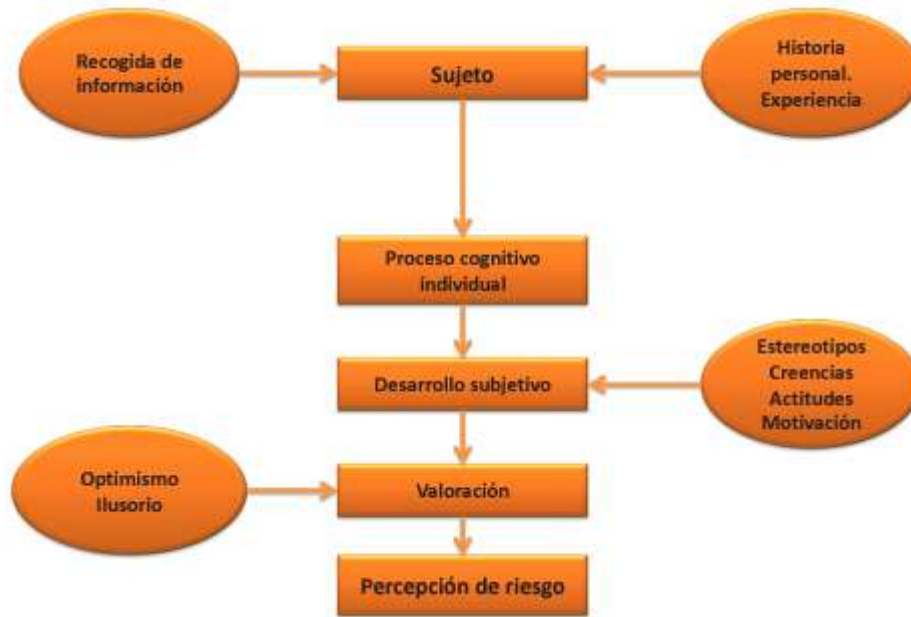 Recogida de
información
Sujeto
Historia
personal.
Experiencia
Proceso cognitivo
individual
Desarrollo subjetivo
Estereotipos
Creencias
Actitudes
Motivación
Optimismo
Ilusorio
Valoración
Percepción de riesgo